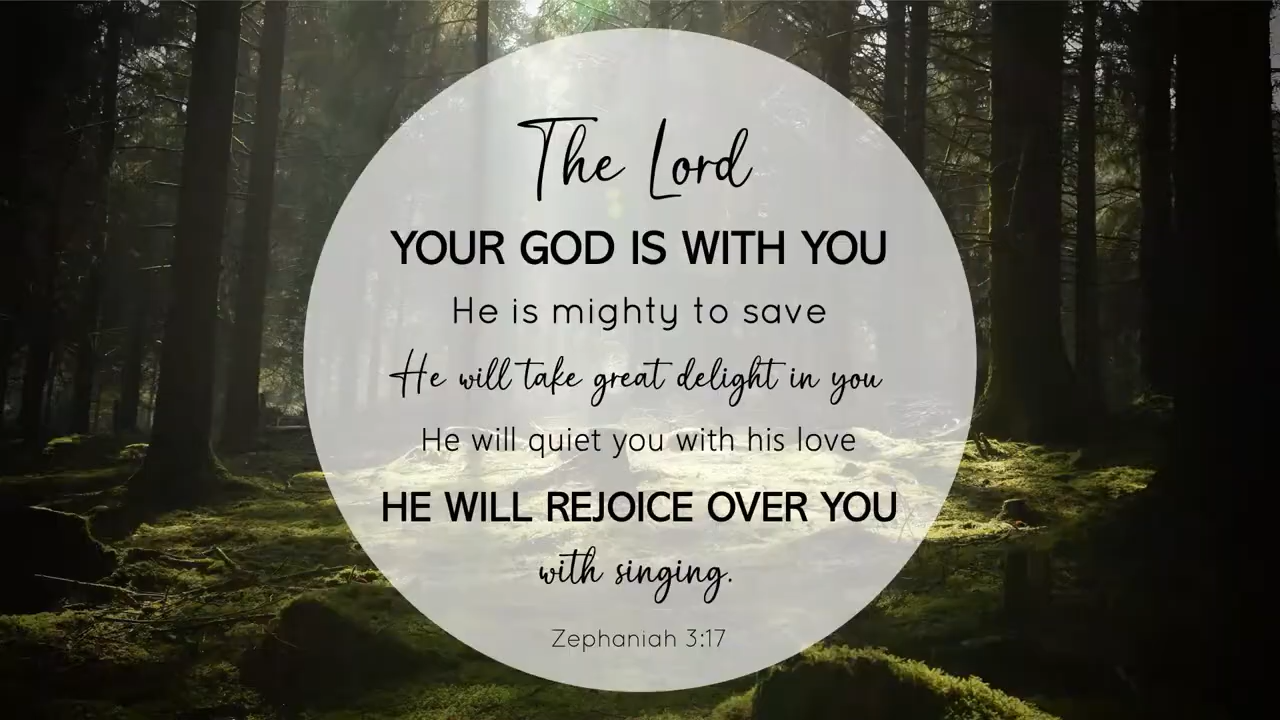 The Lord
YOUR GOD IS WITH YOU
He is mighty to save
He will take great delight in you
He will quiet you with his love
HE WILL REJOICE OVER YOU
with singing.
Zephaniah 3:17